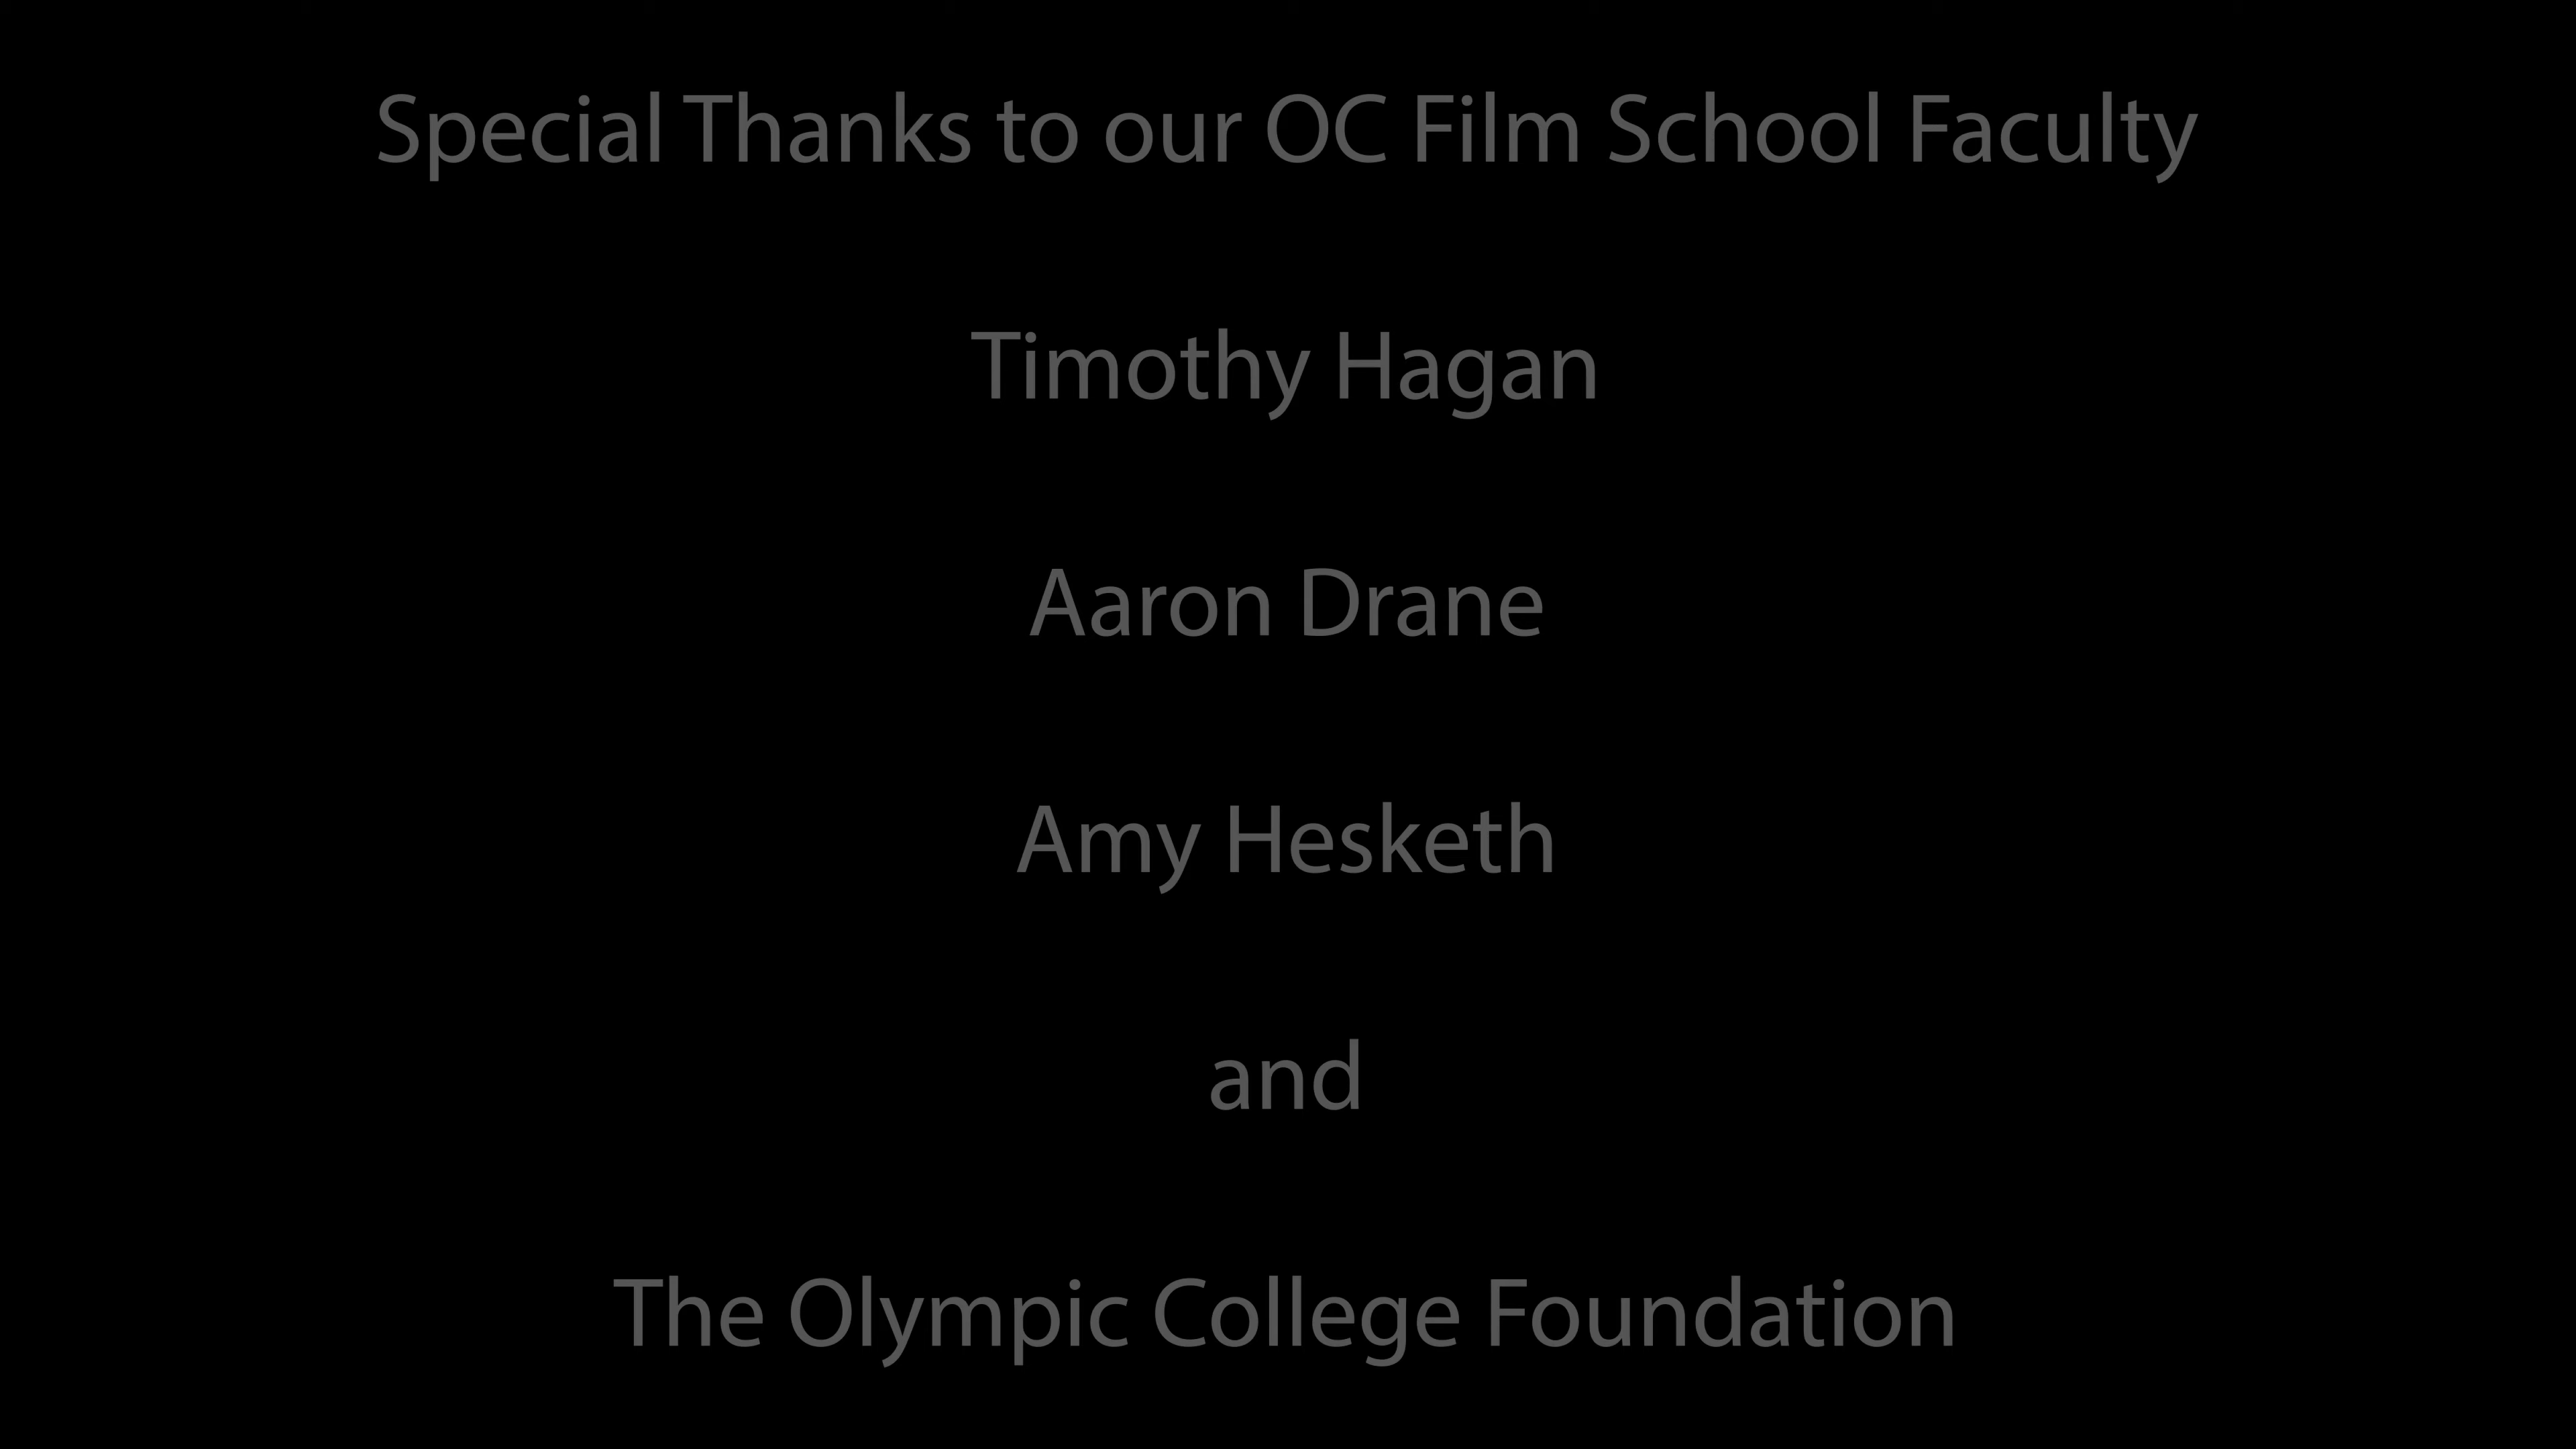 Special Thanks to our OC Film School Faculty
Timothy Hagan
Aaron Drane
Amy Hesketh
and
The Olympic College Foundation